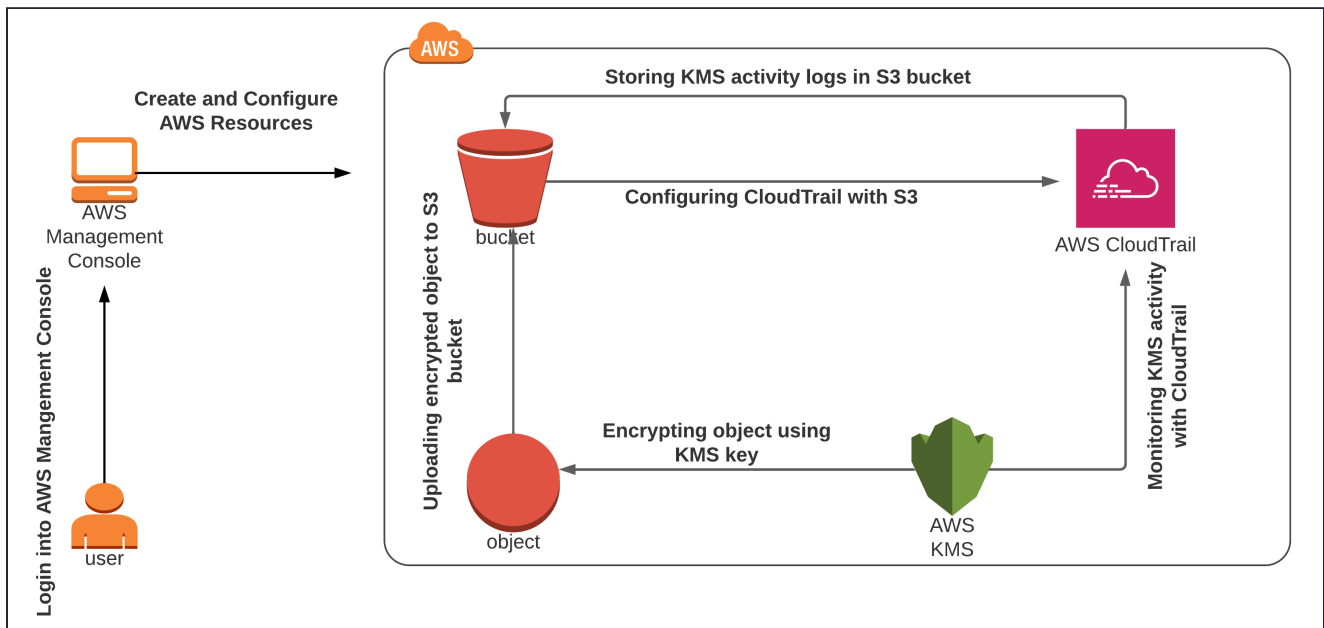 AWS
Storing KMS activity logs in S3 bucket
Create and Configure
AWS Resources
Configuring CloudTrail with S3
AWS
Management
Console
bucket
AWS CloudTrail
Login into AWS Mangement Console
Uploading encrypted object to S3
bucket
Monitoring KMS activity
with CloudTrail
Encrypting object using
KMS key
user
object
AWS
KMS